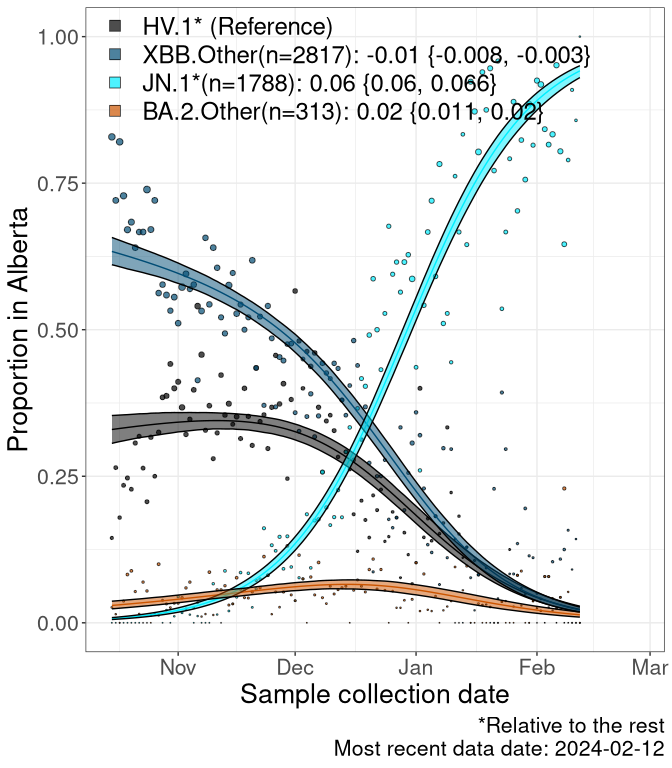 HV.1* (Reference)
XBB.Other(n=2817): -0.01 {-0.008, -0.003}
JN.1*(n=1788): 0.06 {0.06, 0.066}
BA.2.Other(n=313): 0.02 {0.011, 0.02}
1.00
0.75
0.50
0.25
0.00
Proportion in Alberta
Nov Dec Jan Feb Mar
Sample collection date
*Relative to the rest
Most recent data date: 2024-02-12